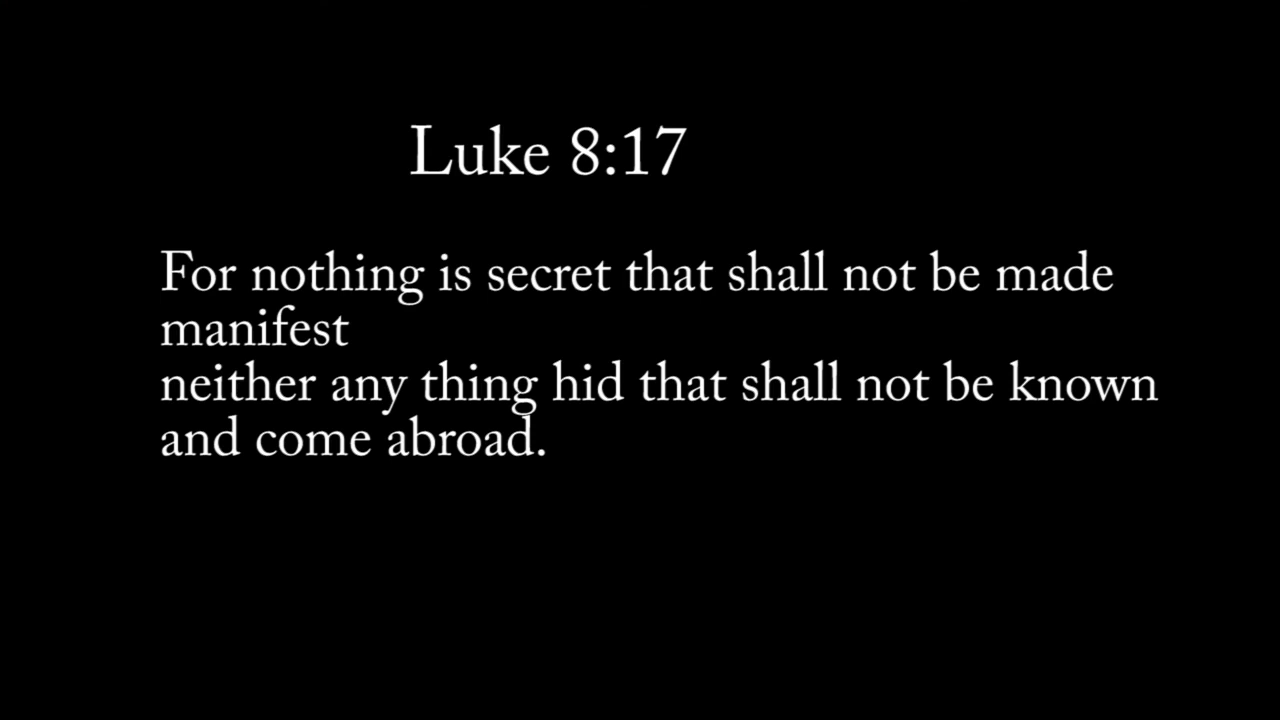 Luke 8:17
For nothing is secret that shall not be made
manifest
neither any thing hid that shall not be known
and come abroad.